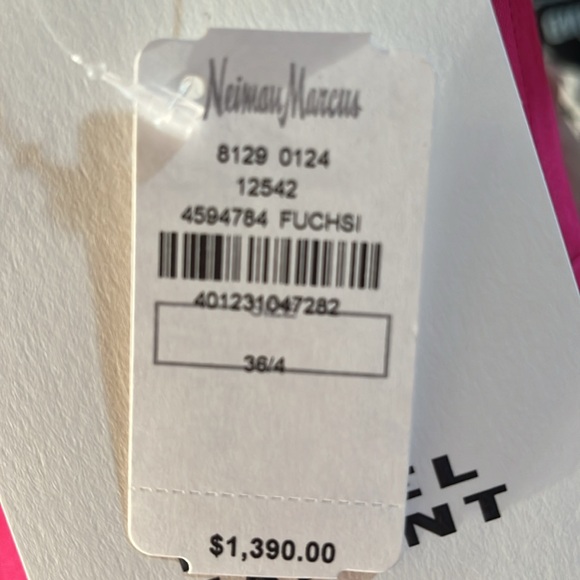 Neiman Marcus
8129 0124
12542
4594784 FUCHSI
401231047282
36/4
$1,390.00
EL
NT